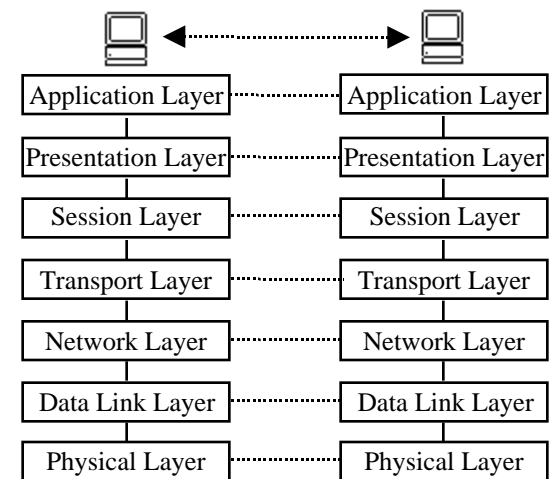 Application Layer Application Layer
Presentation Layer Presentation Layer
Session Layer Session Layer
Transport Layer Transport Layer
Network Layer Network Layer
Data Link Layer Data Link Layer
Physical Layer Physical Layer